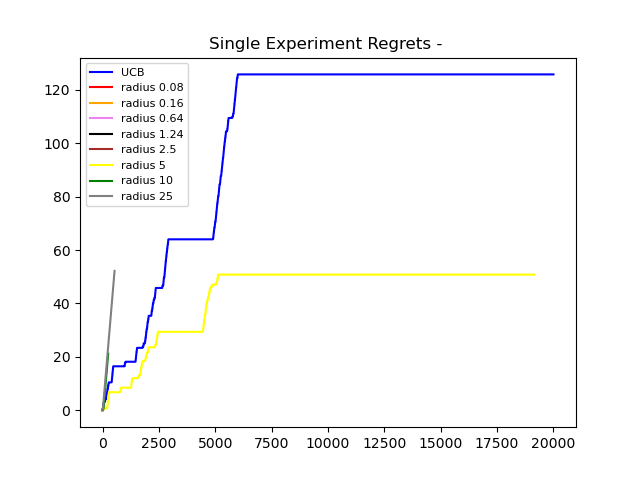 Single Experiment Regrets -
UCB
radius 0.08
radius 0.16
radius 0.64
radius 1.24
radius 2.5
radius 5
radius 10
radius 25
120
100
80
60
40
20
0
0 2500 5000 7500 10000 12500 15000 17500 20000